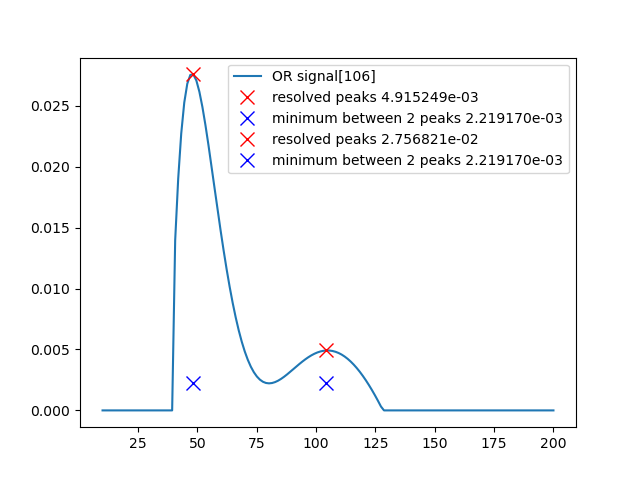 OR signal[106]
resolved peaks 4.915249e-03
minimum between 2 peaks 2.219170e-03
resolved peaks 2.756821e-02
minimum between 2 peaks 2.219170e-03
0.025
0.020
0.015
0.010
0.005
0.000
25 50 75 100 125 150 175 200